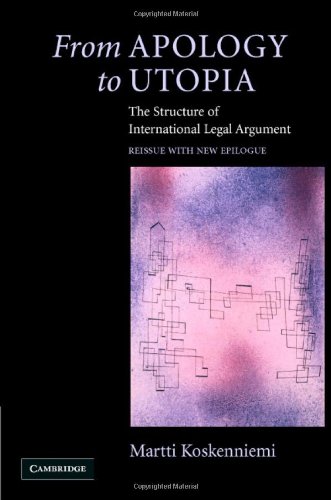 From APOLOGY
to UTOPIA
The Structure of
International Legal Argument
REISSUE WITH NEW EPILOGUE
Martti Koskenniemi
CAMBRIDGE